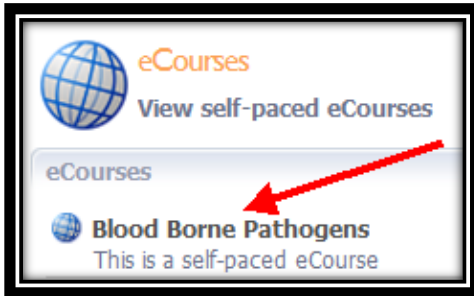 eCourses
View self-paced eCourses
eCourses
Blood Borne Pathogens
This is a self-paced eCourse